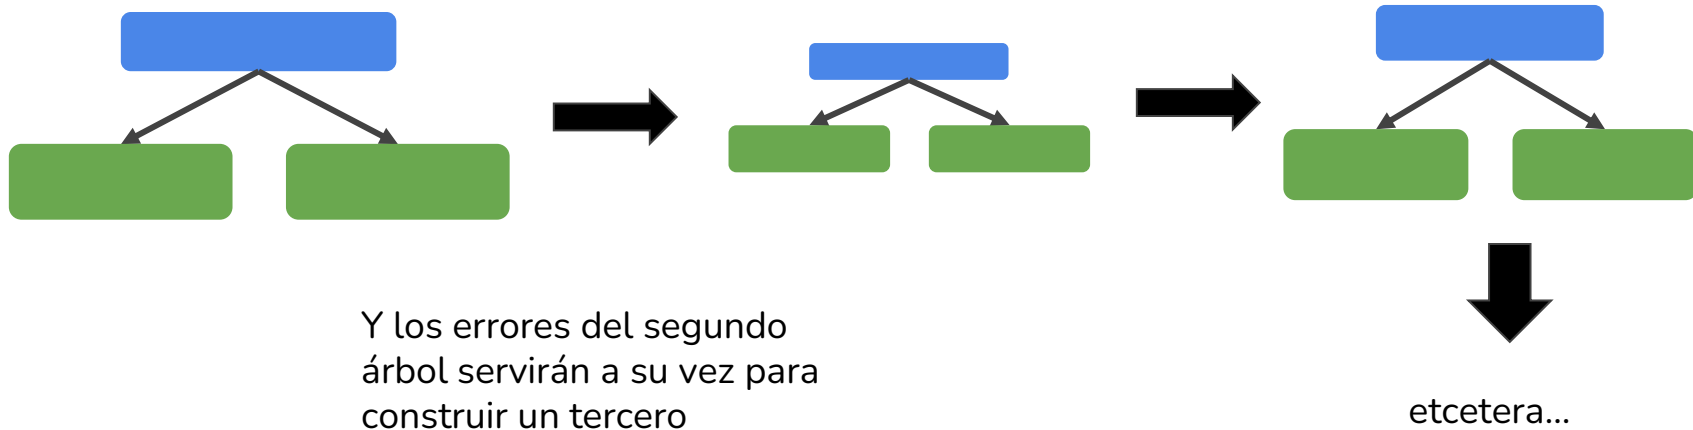 Y los errores del segundo
árbol servirán a su vez para
construir un tercero
etcetera...